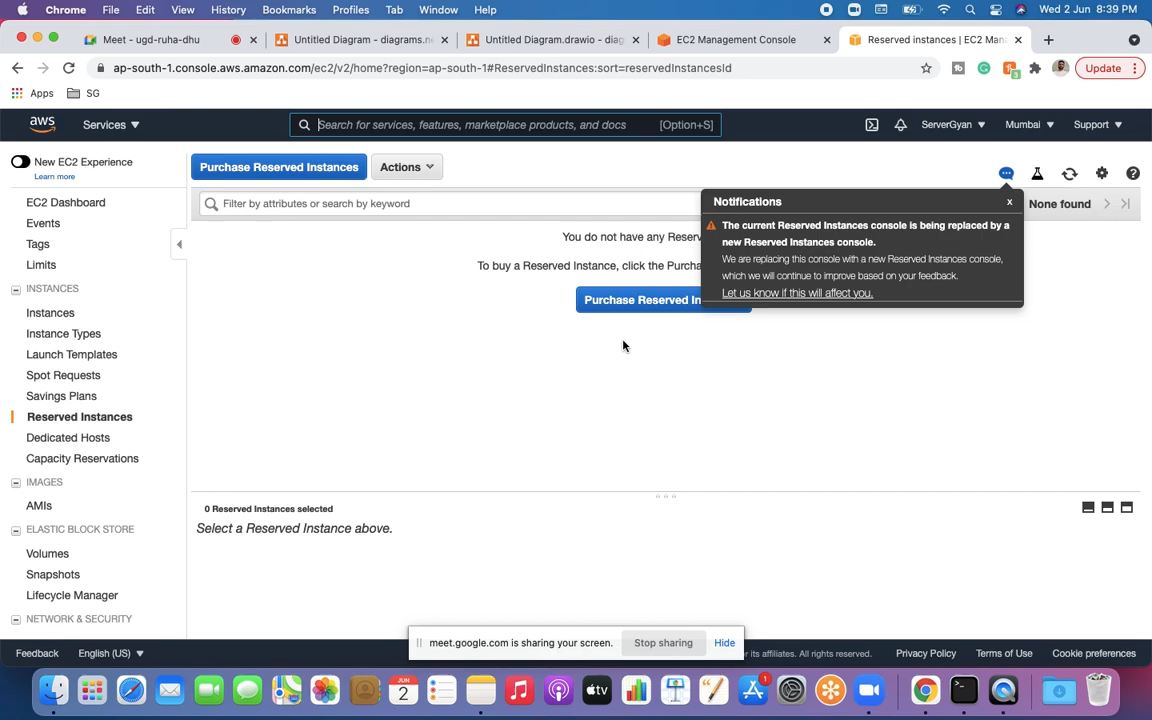 Chrome File Edit View History Bookmarks Profiles Tab Window Help Wed 2 Jun 8:39 PM
Meet - ugd-ruha-dhu Untitled Diagram - diagrams.ne Untitled Diagram.drawio - diag EC2 Management Console Reserved instances | EC2 Man
ap-south-1.console.aws.amazon.com/ec2/v2/home?region=ap-south-1#ReservedInstances:sort=reservedInstancesId Update
Apps SG
aws Services Search for services, features, marketplace products, and docs [Option+S] ServerGyan Mumbai Support
New EC2 Experience
Learn more
Purchase Reserved Instances Actions
EC2 Dashboard
Events
Tags
Limits
INSTANCES
Instances
Instance Types
Launch Templates
Spot Requests
Savings Plans
Reserved Instances
Dedicated Hosts
Capacity Reservations
IMAGES
AMIs
ELASTIC BLOCK STORE
Volumes
Snapshots
Lifecycle Manager
NETWORK & SECURITY
Filter by attributes or search by keyword None found
You do not have any Reserv
To buy a Reserved Instance, click the Purcha
Purchase Reserved In
Notifications x
The current Reserved Instances console is being replaced by a
new Reserved Instances console.
We are replacing this console with a new Reserved Instances console,
which we will continue to improve based on your feedback.
Let us know if this will affect you.
0 Reserved Instances selected
Select a Reserved Instance above.
meet.google.com is sharing your screen. Stop sharing Hide
Feedback English (US) or its affiliates. All rights reserved. Privacy Policy Terms of Use Cookie preferences
JUN
2
tv
1